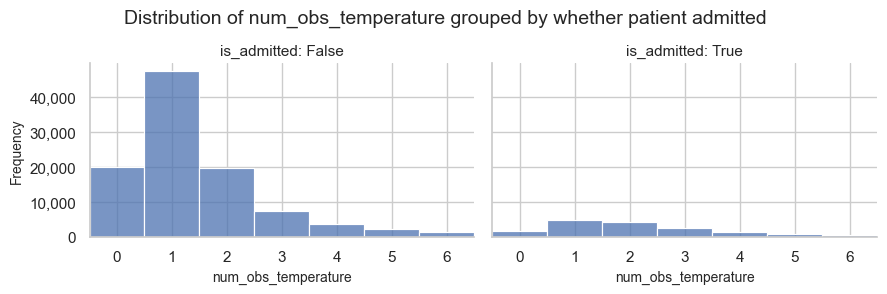 Distribution of num_obs_temperature grouped by whether patient admitted
is_admitted: False
is_admitted: True
Frequency
40,000
30,000
20,000
10,000
0
0 1 2 3 4 5 6
0 1 2 3 4 5 6
num_obs_temperature
num_obs_temperature